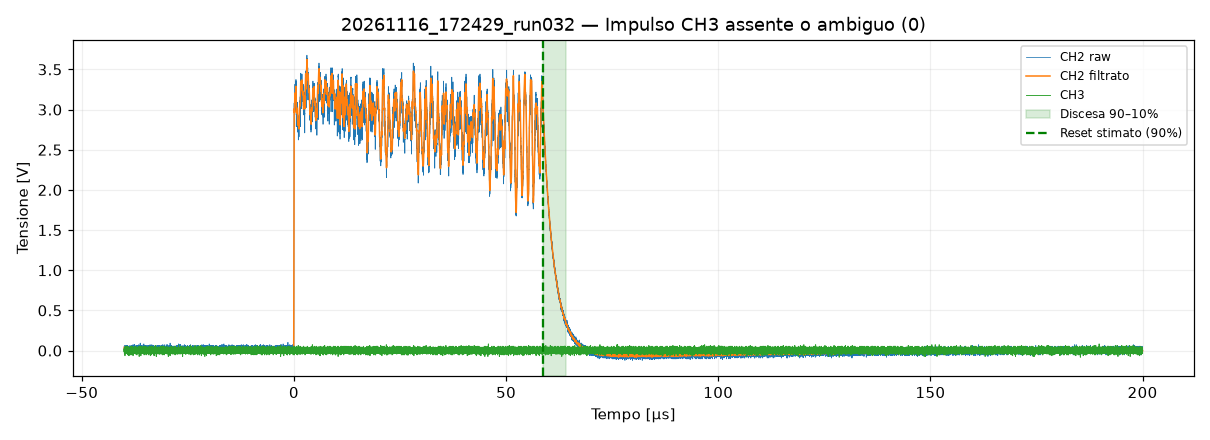 20261116_172429_run032 — Impulso CH3 assente o ambiguo (0)
CH2 raw
CH2 filtrato
CH3
Discesa 90–10%
Reset stimato (90%)
Tensione [V]
3.5
3.0
2.5
2.0
1.5
1.0
0.5
0.0
−50
0
50
100
150
200
Tempo [µs]